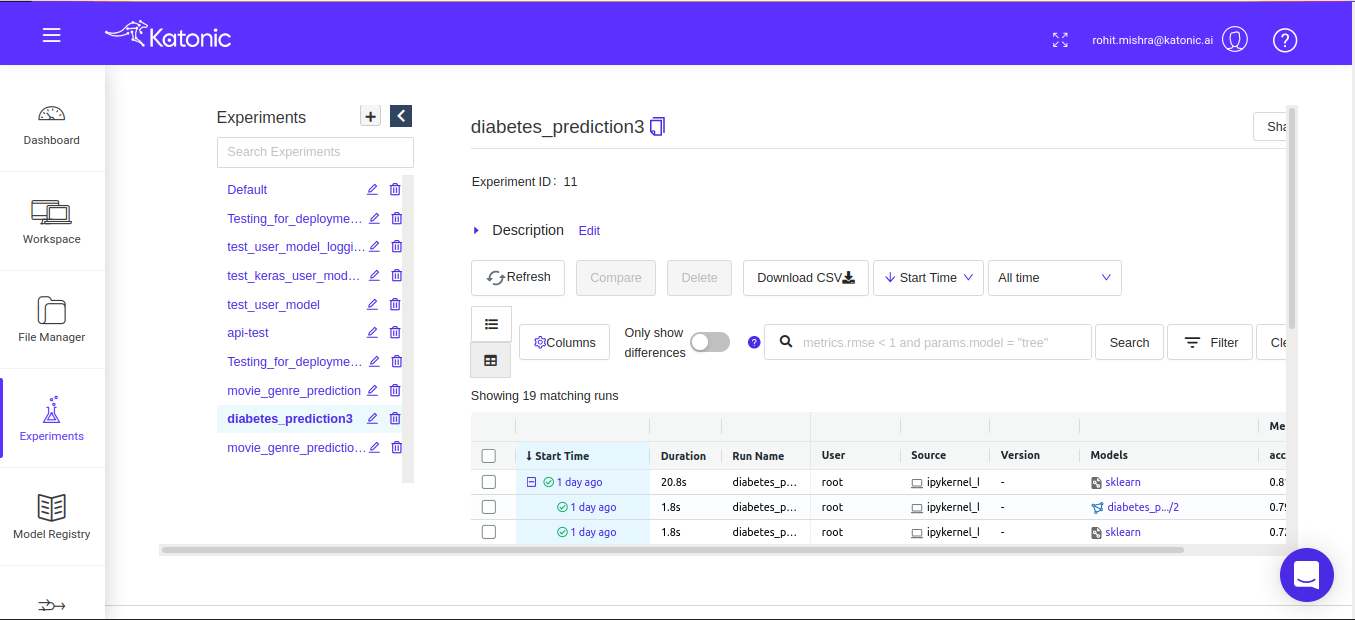 Katonic
rohit.mishra@katonic.ai
?
Dashboard
Workspace
File Manager
Experiments
Model Registry
Experiments
+
Search Experiments
Default
Testing_for_deployme...
test_user_model_loggi...
test_keras_user_mod...
test_user_model
api-test
Testing_for_deployme...
movie_genre_prediction
diabetes_prediction3
movie_genre_predictio...
diabetes_prediction3
Sha
Experiment ID: 11
Description Edit
Refresh Compare Delete Download CSV Start Time All time
Columns
Only show
differences
?
metrics.rmse < 1 and params.model = "tree"
Search Filter Cle
Showing 19 matching runs
Me
Start Time Duration Run Name User Source Version Models acc
1 day ago 20.8s diabetes_p... root ipykernel_l - sklearn 0.81
1 day ago 1.8s diabetes_p... root ipykernel_l - diabetes_p.../2 0.79
1 day ago 1.8s diabetes_p... root ipykernel_l - sklearn 0.72